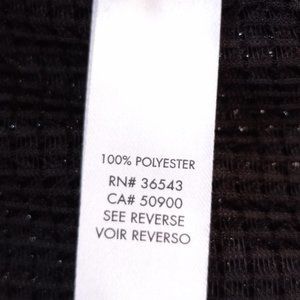 100% POLYESTER
RN# 36543
CA# 50900
SEE REVERSE
VOIR REVERSO